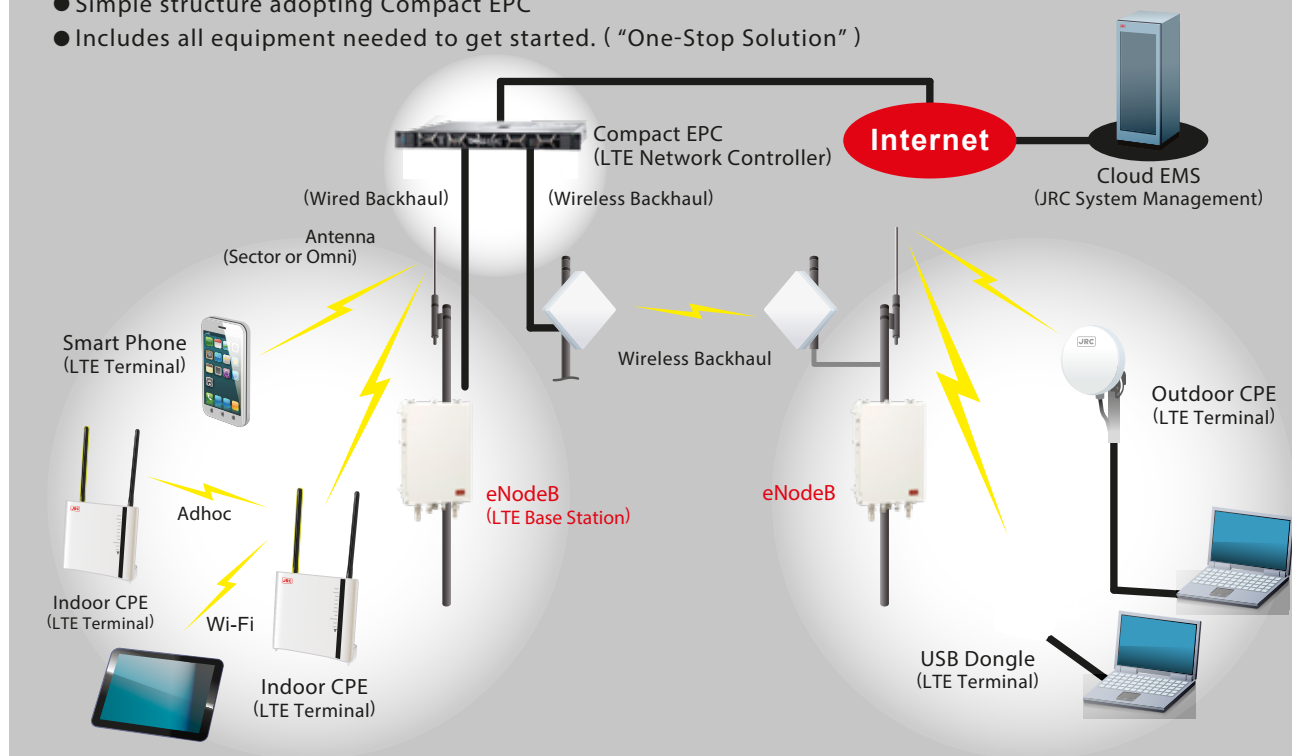 ● Simple structure adopting Compact EPC
● Includes all equipment needed to get started. ( “One-Stop Solution” )
Compact EPC
(LTE Network Controller)
Internet
Cloud EMS
(JRC System Management)
(Wired Backhaul)
(Wireless Backhaul)
Antenna
(Sector or Omni)
Smart Phone
(LTE Terminal)
Wireless Backhaul
JRC
Outdoor CPE
(LTE Terminal)
eNodeB
(LTE Base Station)
eNodeB
Adhoc
JRC
Indoor CPE
(LTE Terminal)
Wi-Fi
JRC
Indoor CPE
(LTE Terminal)
USB Dongle
(LTE Terminal)